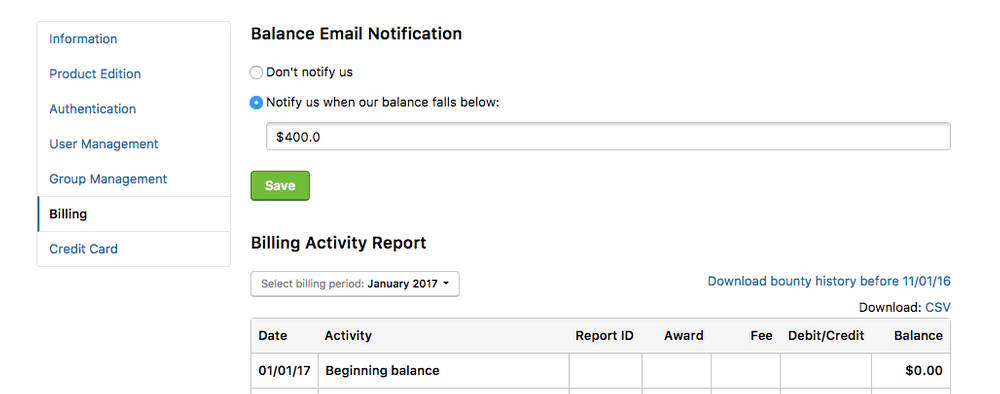 Information
Product Edition
Authentication
User Management
Group Management
Billing
Credit Card
Balance Email Notification
Don't notify us
Notify us when our balance falls below:
$400.0
Save
Billing Activity Report
Select billing period: January 2017
Download bounty history before 11/01/16
Download: CSV
Date Activity Report ID Award Fee Debit/Credit Balance
01/01/17 Beginning balance $0.00